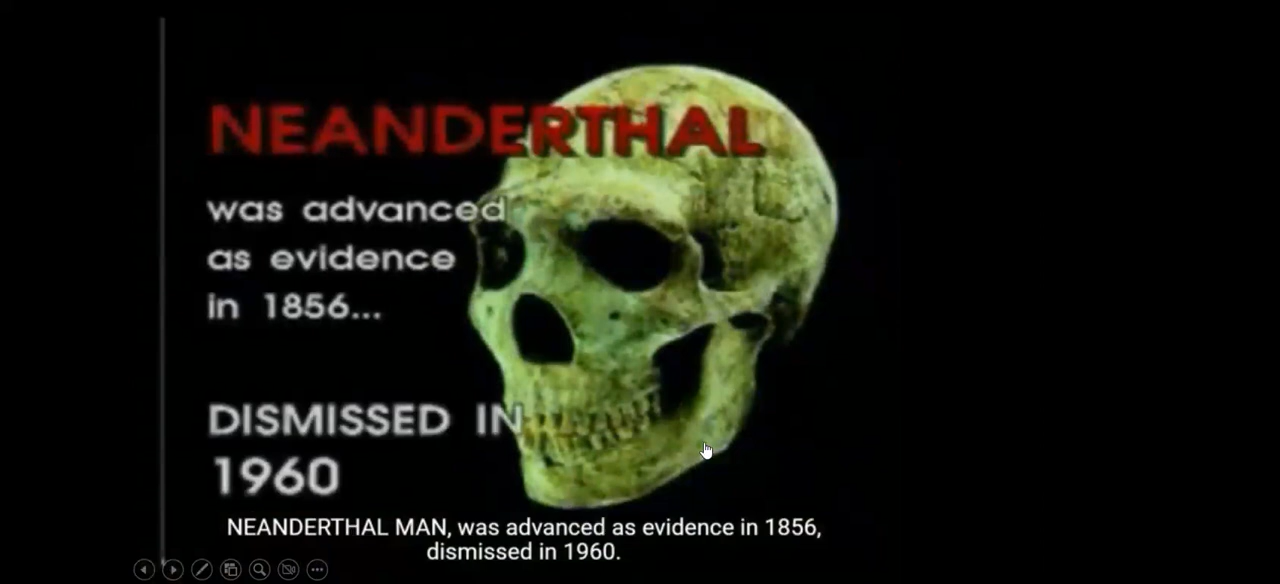 NEANDERTHAL
was advanced
as evidence
in 1856...
DISMISSED IN
1960
NEANDERTHAL MAN, was advanced as evidence in 1856,
dismissed in 1960.